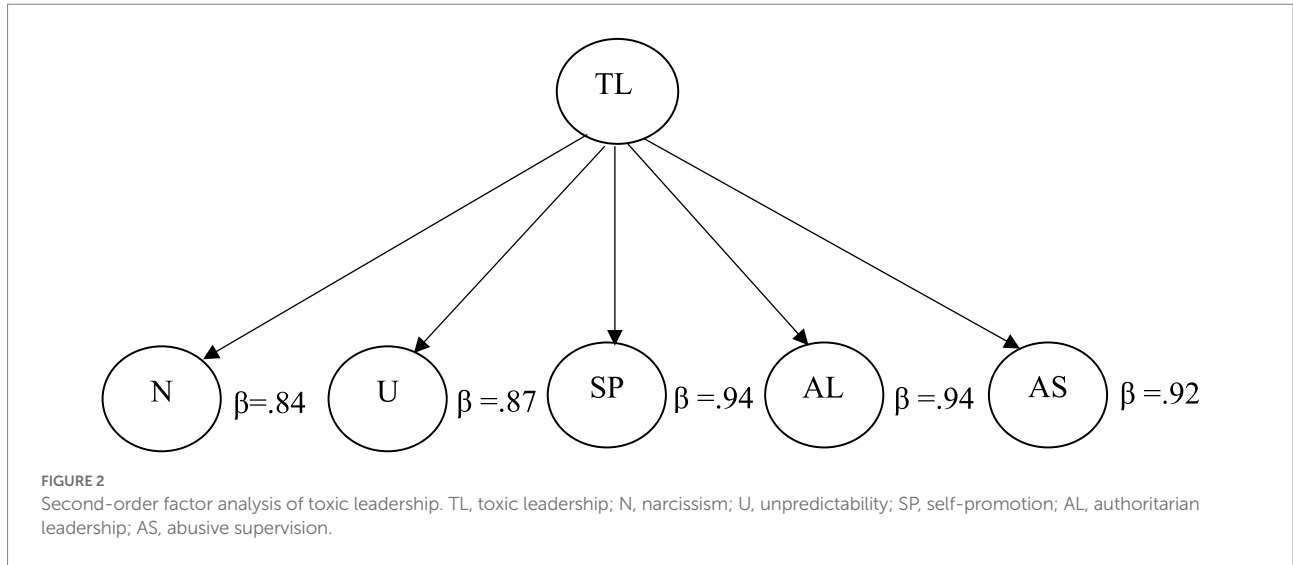 TL
N β=.84 U β =.87 SP β =.94 AL β =.94 AS β =.92
FIGURE 2
Second-order factor analysis of toxic leadership. TL, toxic leadership; N, narcissism; U, unpredictability; SP, self-promotion; AL, authoritarian
leadership; AS, abusive supervision.